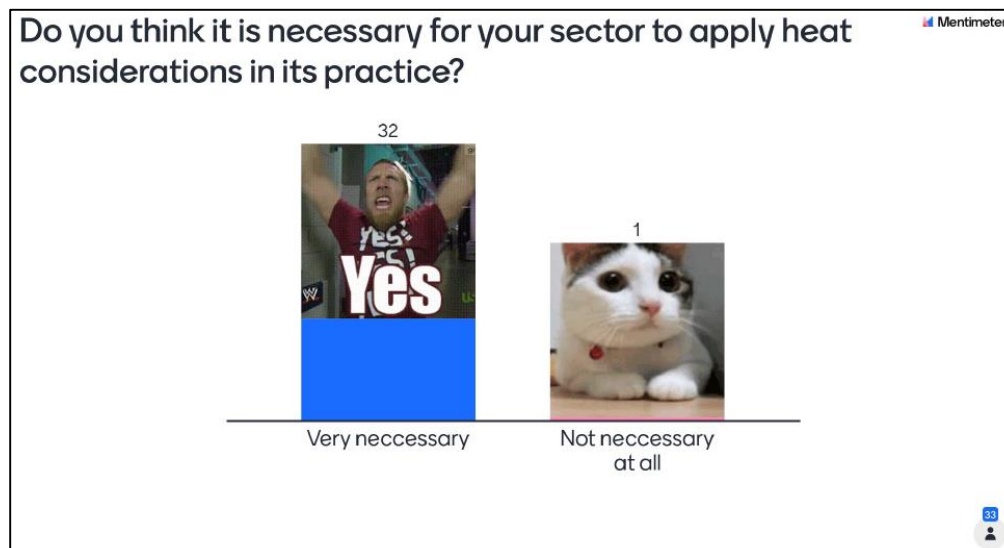 Do you think it is necessary for your sector to apply heat
Mentimeter
considerations in its practice?
32
YES!
Yes
1
Very neccessary
Not neccessary
at all
33